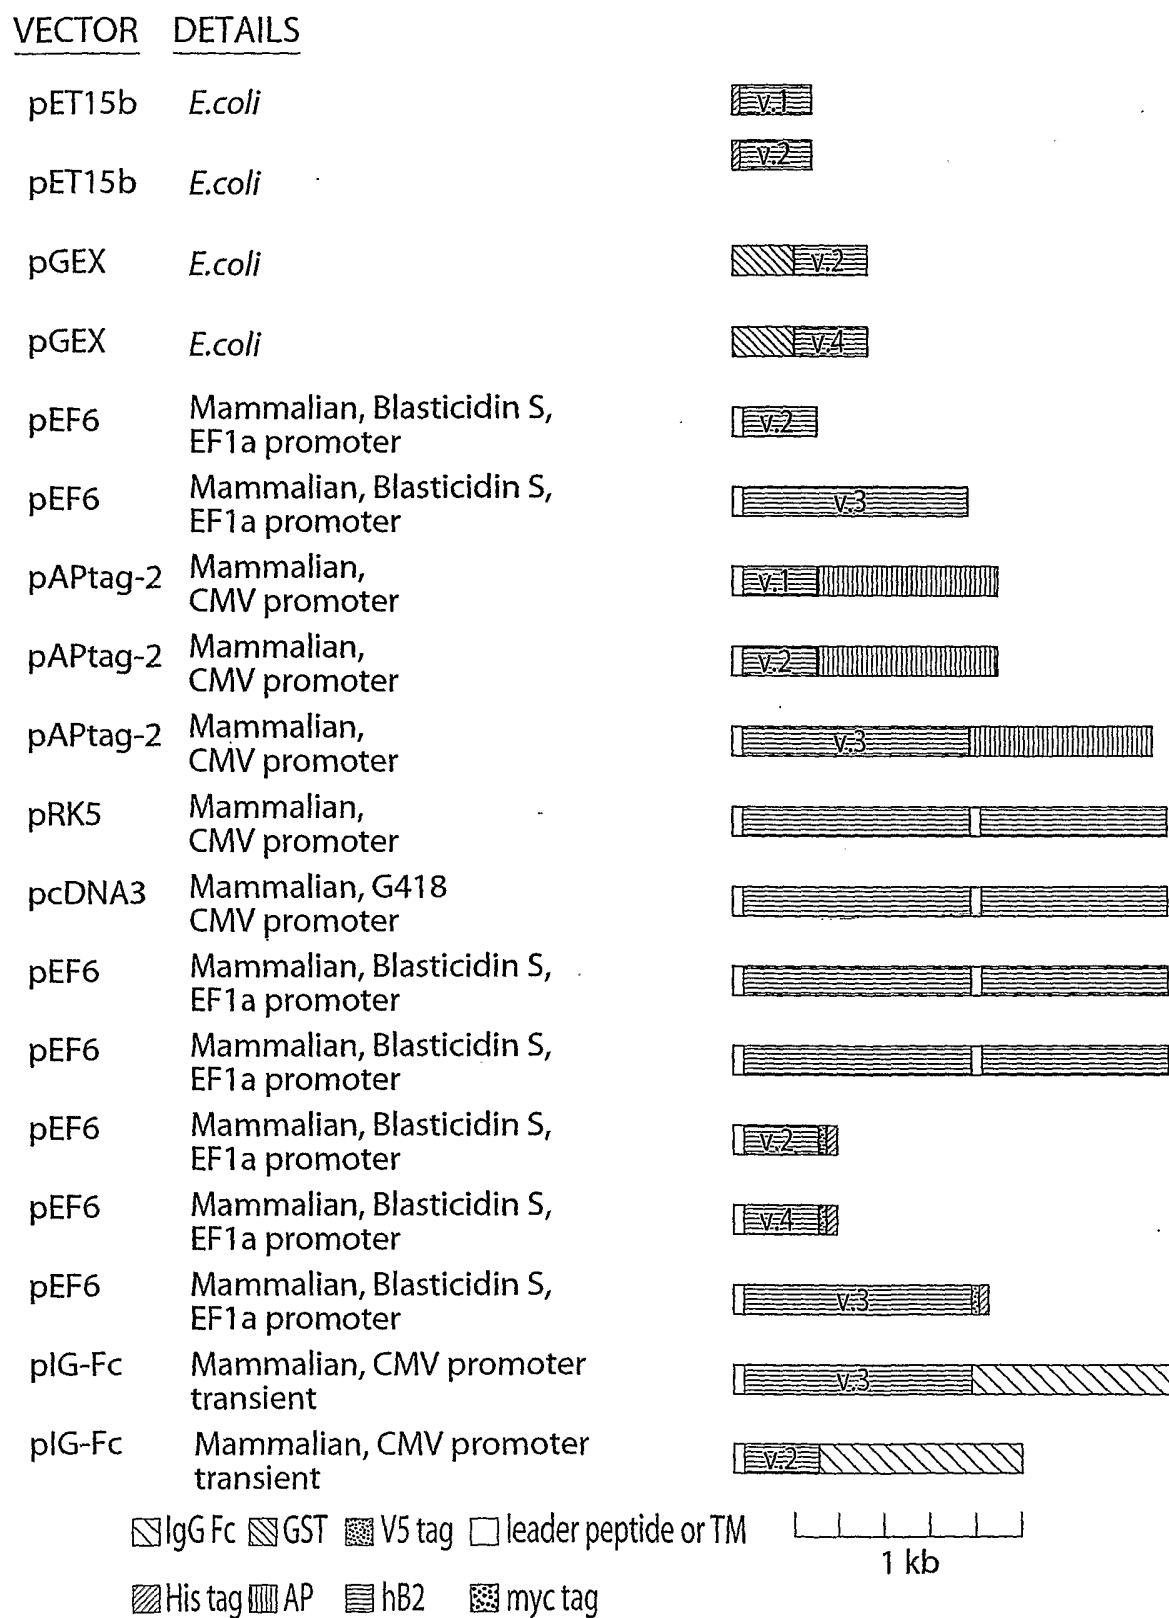 VECTOR DETAILS
pET15b E.coli v.1
v.2
pET15b E.coli
pGEX E.coli v.2
pGEX E.coli v.4
pEF6 Mammalian, Blasticidin S,
EF1a promoter v.2
pEF6 Mammalian, Blasticidin S,
EF1a promoter v.3
pAPtag-2 Mammalian,
CMV promoter v.1
pAPtag-2 Mammalian,
CMV promoter v.2
pAPtag-2 Mammalian,
CMV promoter v.3
pRK5 Mammalian,
CMV promoter
pcDNA3 Mammalian, G418
CMV promoter
pEF6 Mammalian, Blasticidin S,
EF1a promoter
pEF6 Mammalian, Blasticidin S,
EF1a promoter
pEF6 Mammalian, Blasticidin S,
EF1a promoter v.2
pEF6 Mammalian, Blasticidin S,
EF1a promoter v.4
pEF6 Mammalian, Blasticidin S,
EF1a promoter v.3
pIG-Fc Mammalian, CMV promoter
transient v.3
pIG-Fc Mammalian, CMV promoter
transient v.2
IgG Fc GST V5 tag leader peptide or TM
1 kb
His tag AP hB2 myc tag